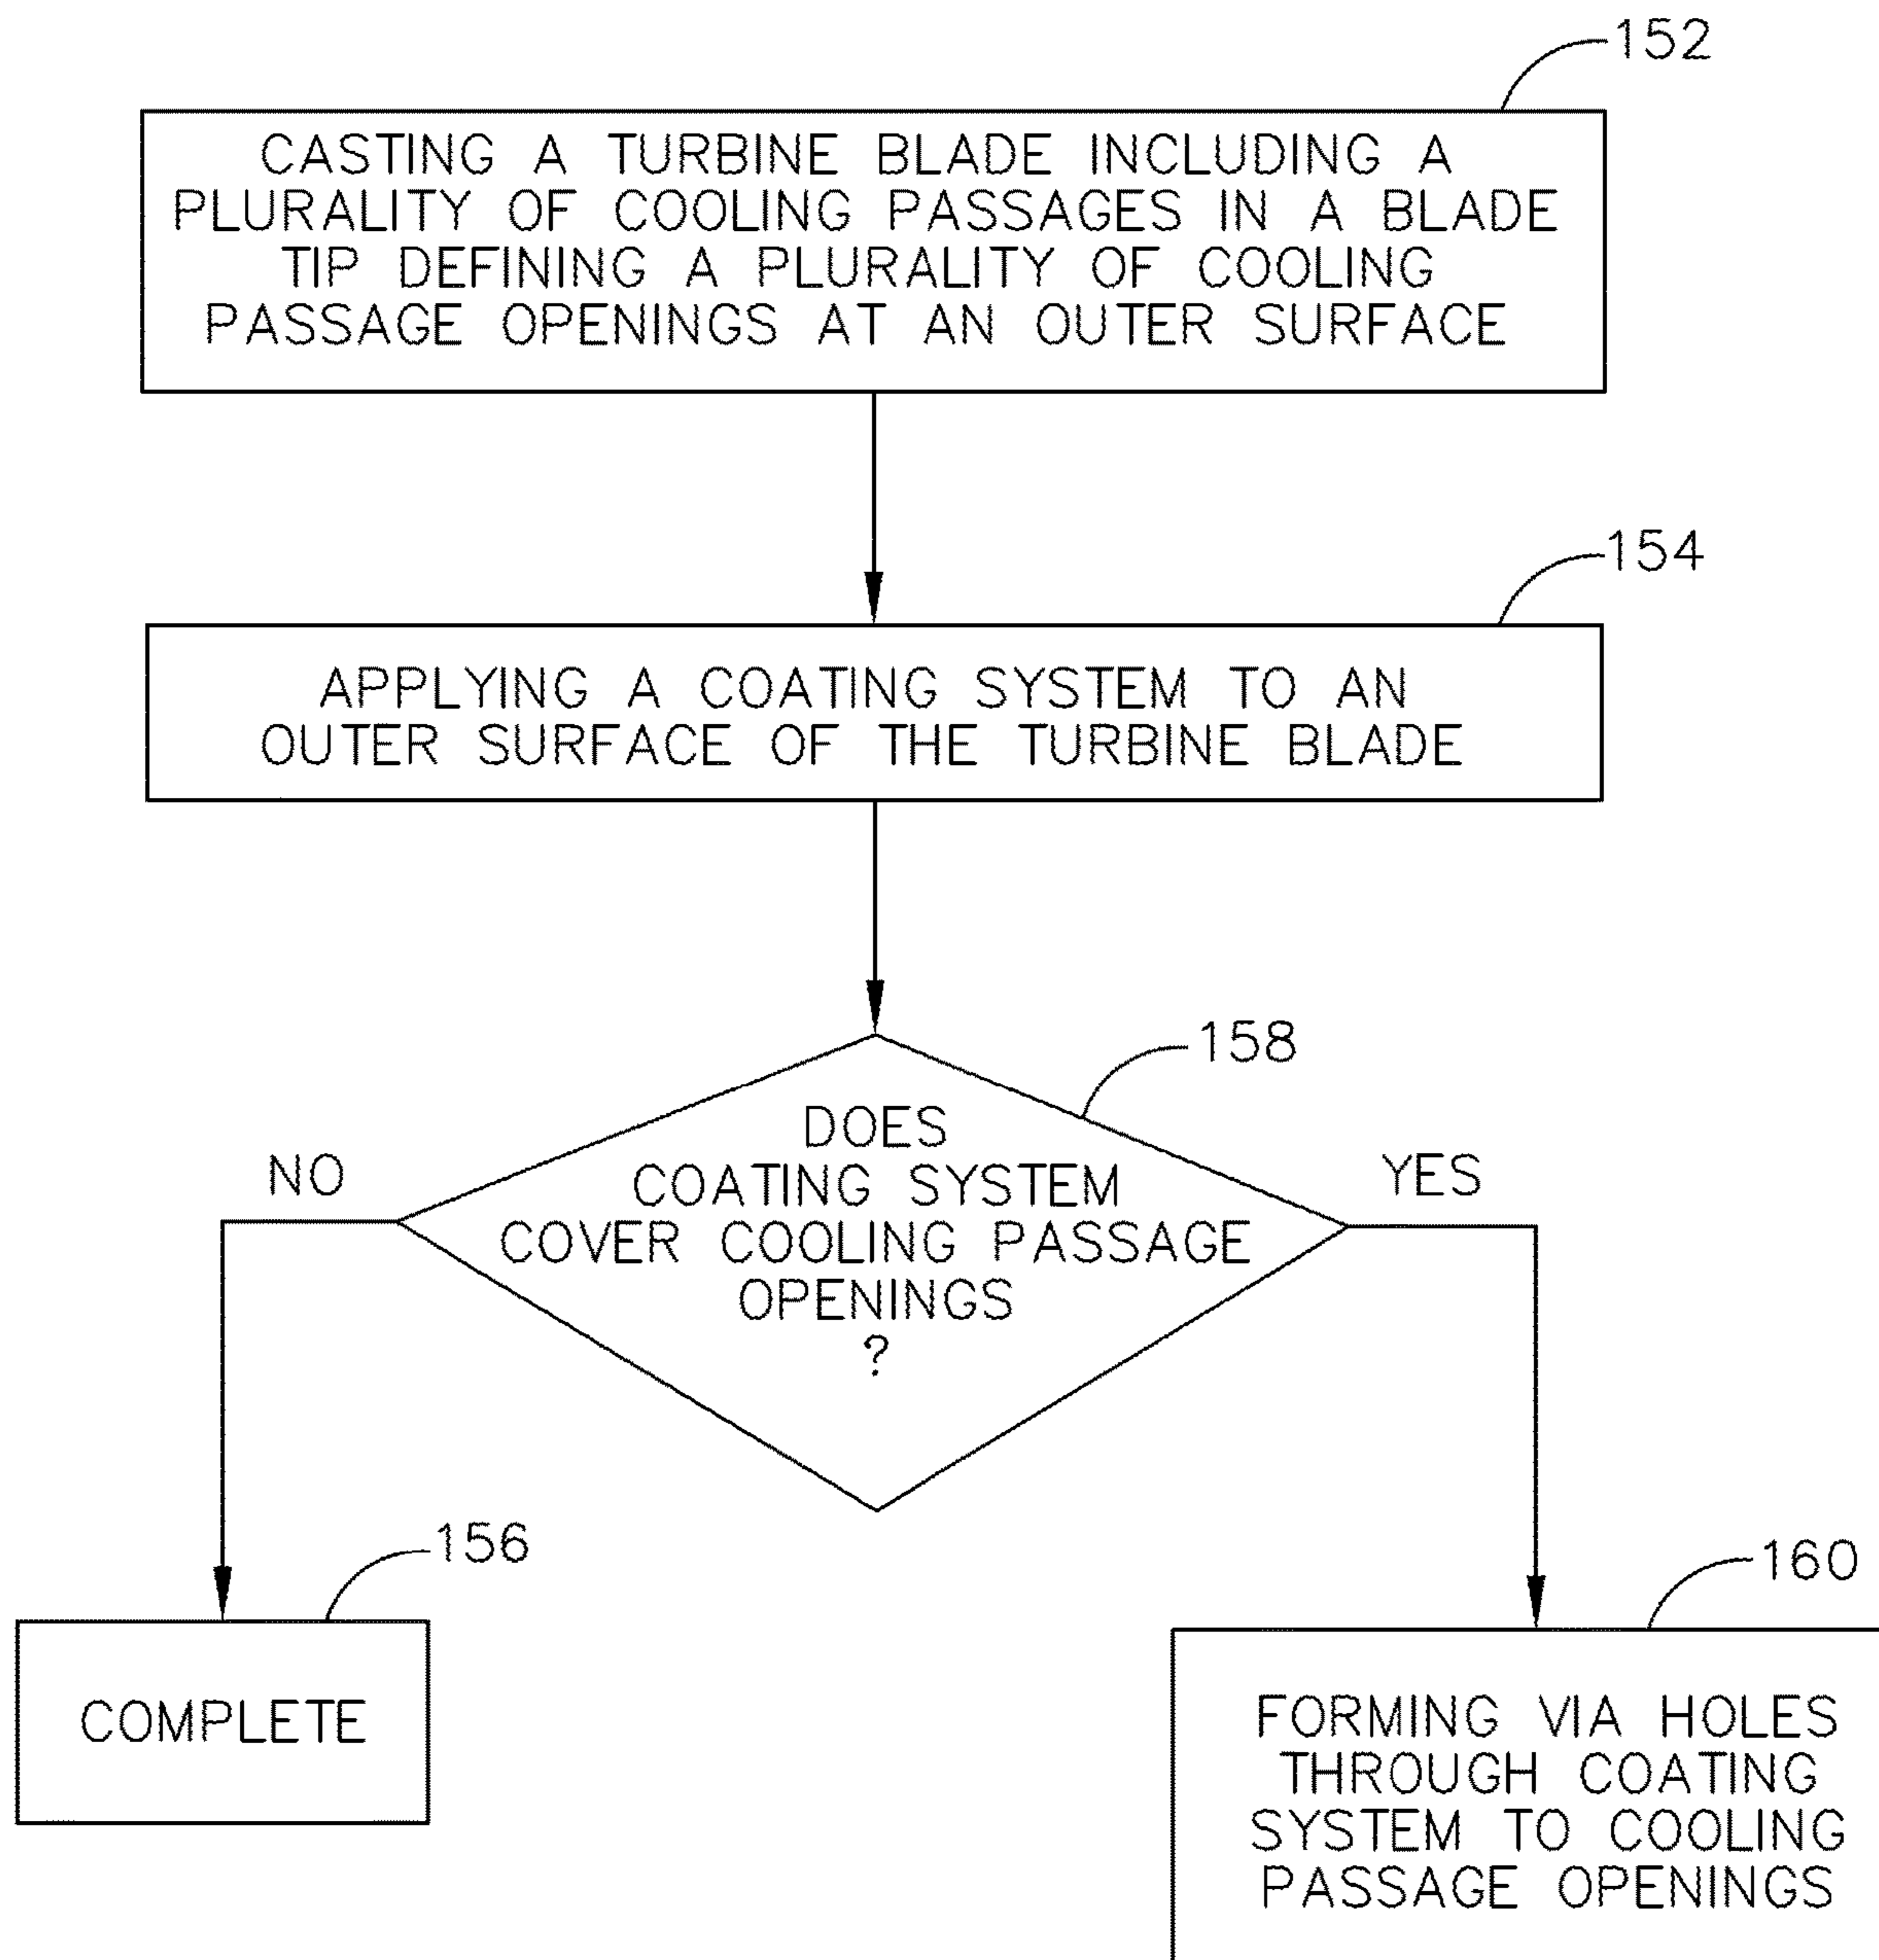 152
CASTING A TURBINE BLADE INCLUDING A
PLURALITY OF COOLING PASSAGES IN A BLADE
TIP DEFINING A PLURALITY OF COOLING
PASSAGE OPENINGS AT AN OUTER SURFACE
154
APPLYING A COATING SYSTEM TO AN
OUTER SURFACE OF THE TURBINE BLADE
158
DOES
COATING SYSTEM
COVER COOLING PASSAGE
OPENINGS
?
NO
YES
156
COMPLETE
160
FORMING VIA HOLES
THROUGH COATING
SYSTEM TO COOLING
PASSAGE OPENINGS